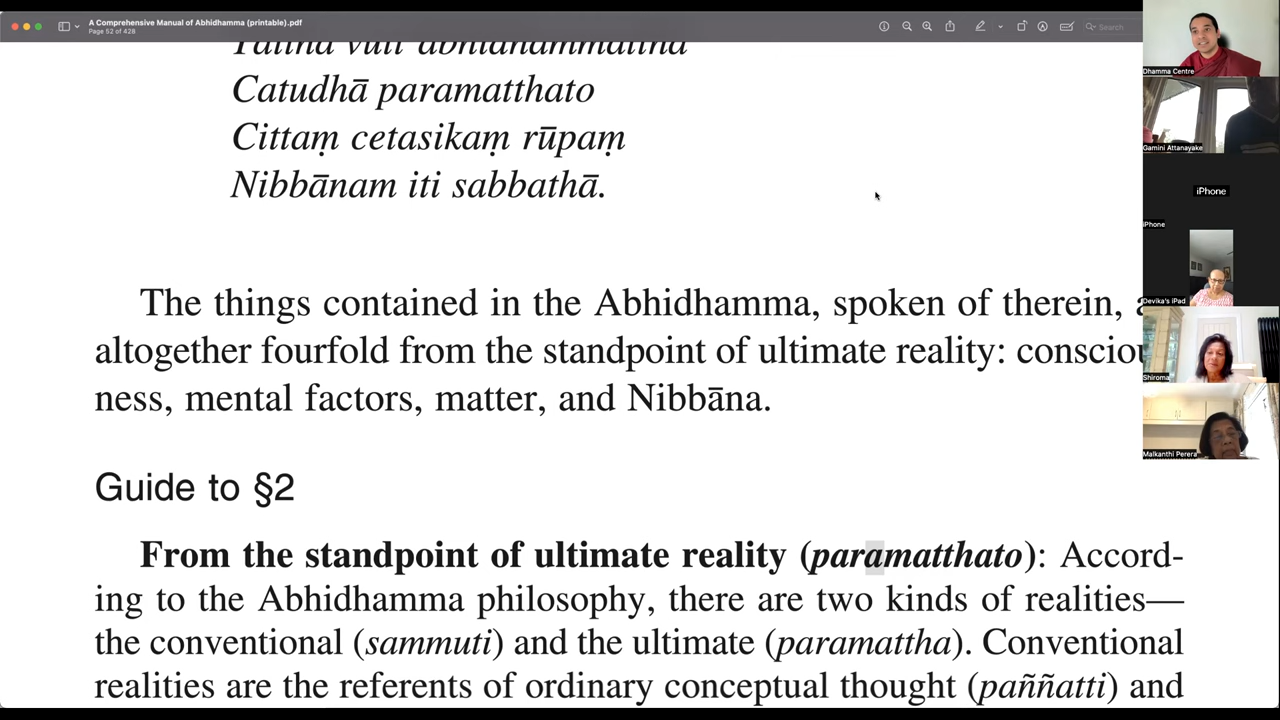 A Comprehensive Manual of Abhidhamma (printable).pdf
Page 52 of 428
Search
Catudhā paramatthato
Cittaṃ cetasikaṃ rūpaṃ
Nibbānam iti sabbathā.
The things contained in the Abhidhamma, spoken of therein,
altogether fourfold from the standpoint of ultimate reality: consciou
ness, mental factors, matter, and Nibbāna.
Guide to §2
From the standpoint of ultimate reality (paramatthato): Accord-
ing to the Abhidhamma philosophy, there are two kinds of realities—
the conventional (sammuti) and the ultimate (paramattha). Conventional
realities are the referents of ordinary conceptual thought (paññatti) and
Dhamma Centre
Gamini Attanayake
iPhone
iPhone
Devika's iPad
Shiroma
Malkanthi Perera